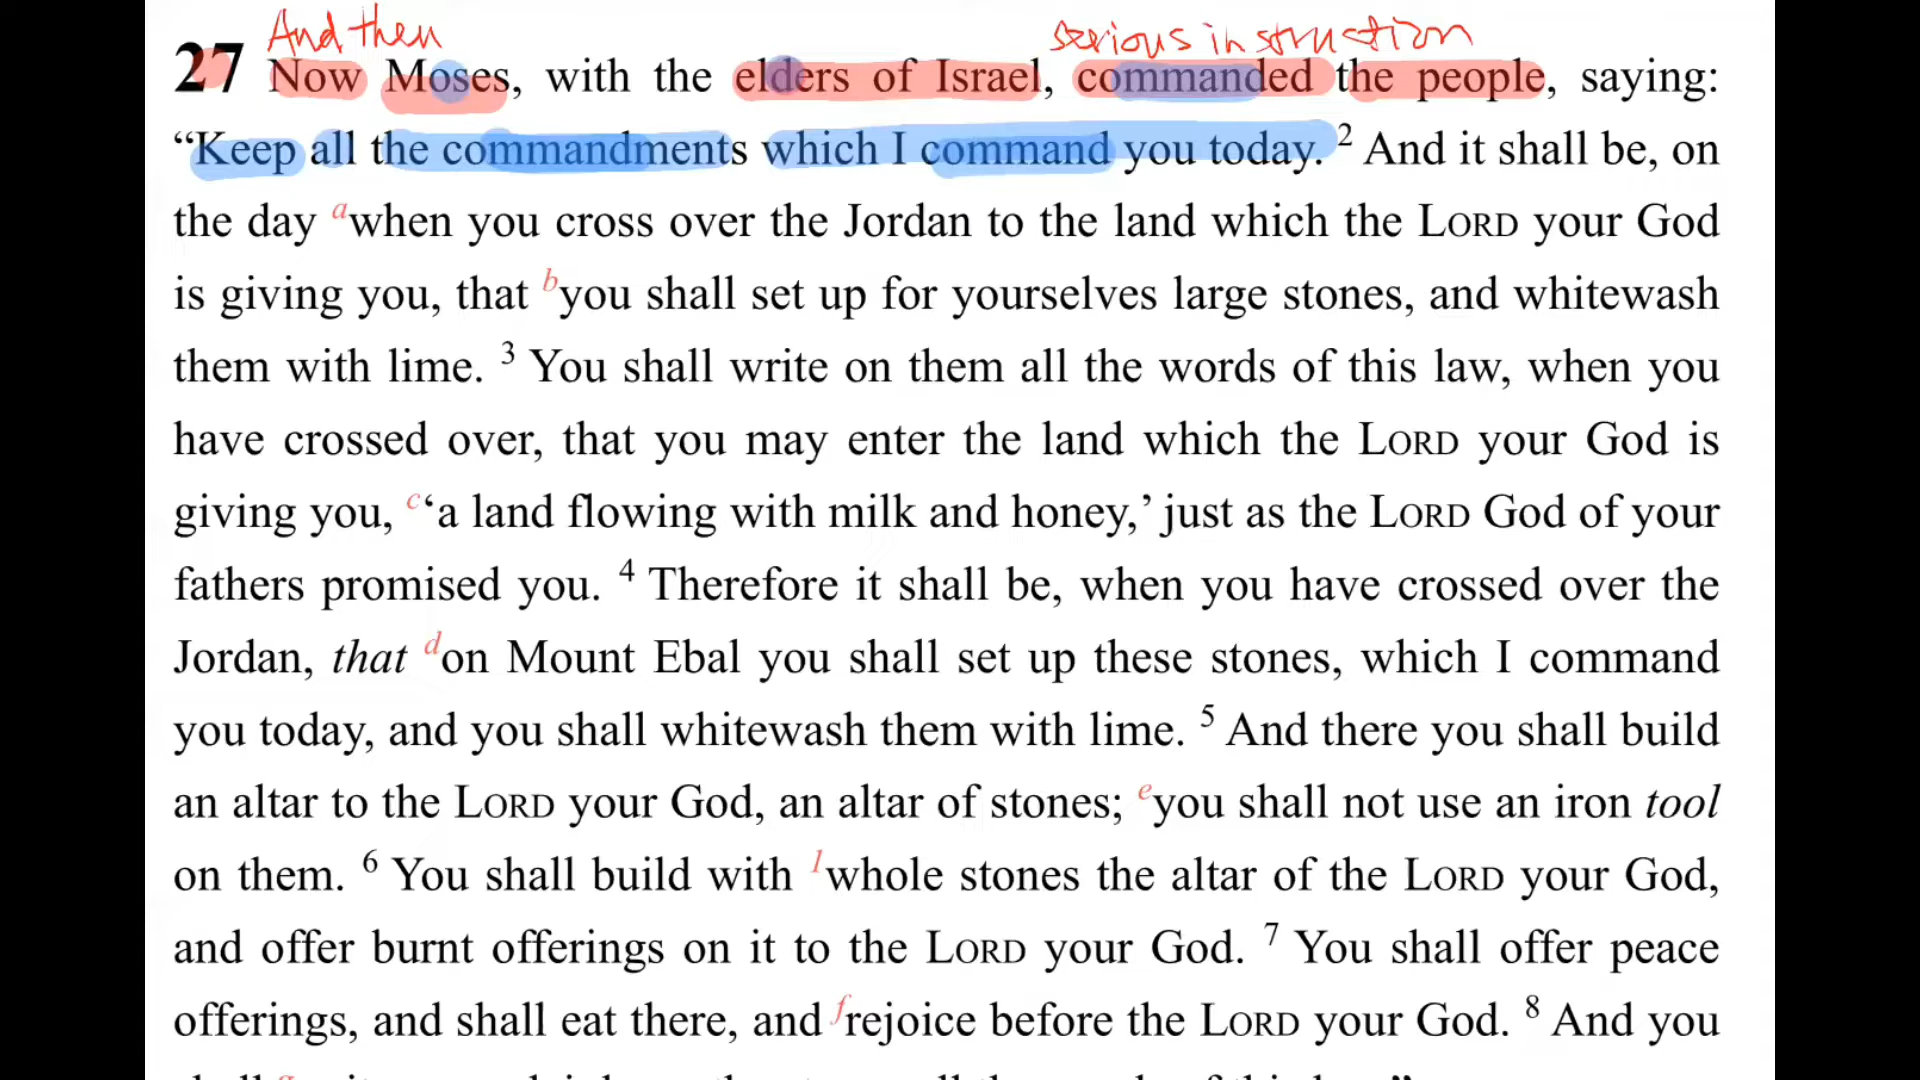 And then serious instruction
27 Now Moses, with the elders of Israel, commanded the people, saying:
“Keep all the commandments which I command you today. 2 And it shall be, on
the day a when you cross over the Jordan to the land which the LORD your God
is giving you, that b you shall set up for yourselves large stones, and whitewash
them with lime. 3 You shall write on them all the words of this law, when you
have crossed over, that you may enter the land which the LORD your God is
giving you, c ‘a land flowing with milk and honey,’ just as the LORD God of your
fathers promised you. 4 Therefore it shall be, when you have crossed over the
Jordan, that d on Mount Ebal you shall set up these stones, which I command
you today, and you shall whitewash them with lime. 5 And there you shall build
an altar to the LORD your God, an altar of stones; e you shall not use an iron tool
on them. 6 You shall build with 1 whole stones the altar of the LORD your God,
and offer burnt offerings on it to the LORD your God. 7 You shall offer peace
offerings, and shall eat there, and f rejoice before the LORD your God. 8 And you